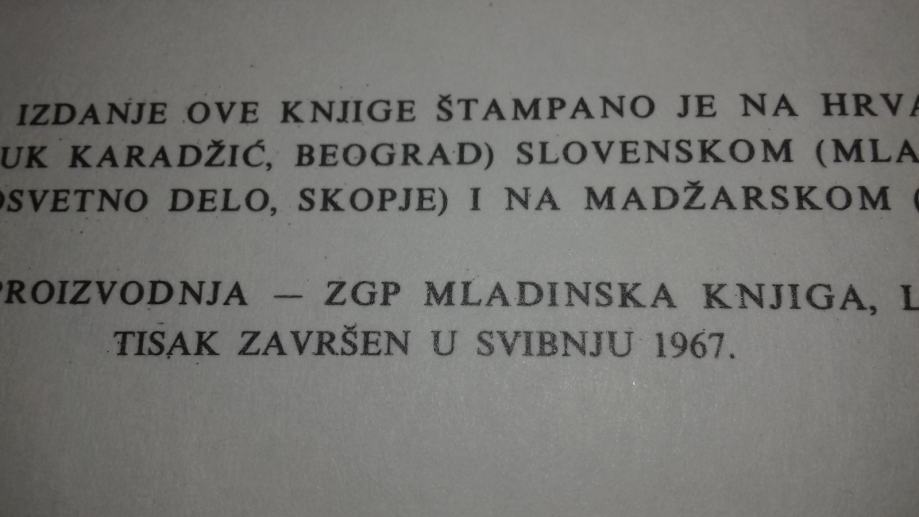 IZDANJE OVE KNJIGE ŠTAMPANO JE NA HRVA
UK KARADŽIĆ, BEOGRAD) SLOVENSKOM (MLA
OSVETNO DELO, SKOPJE) I NA MADŽARSKOM (
PROIZVODNJA — ZGP MLADINSKA KNJIGA, L
TISAK ZAVRŠEN U SVIBNJU 1967.